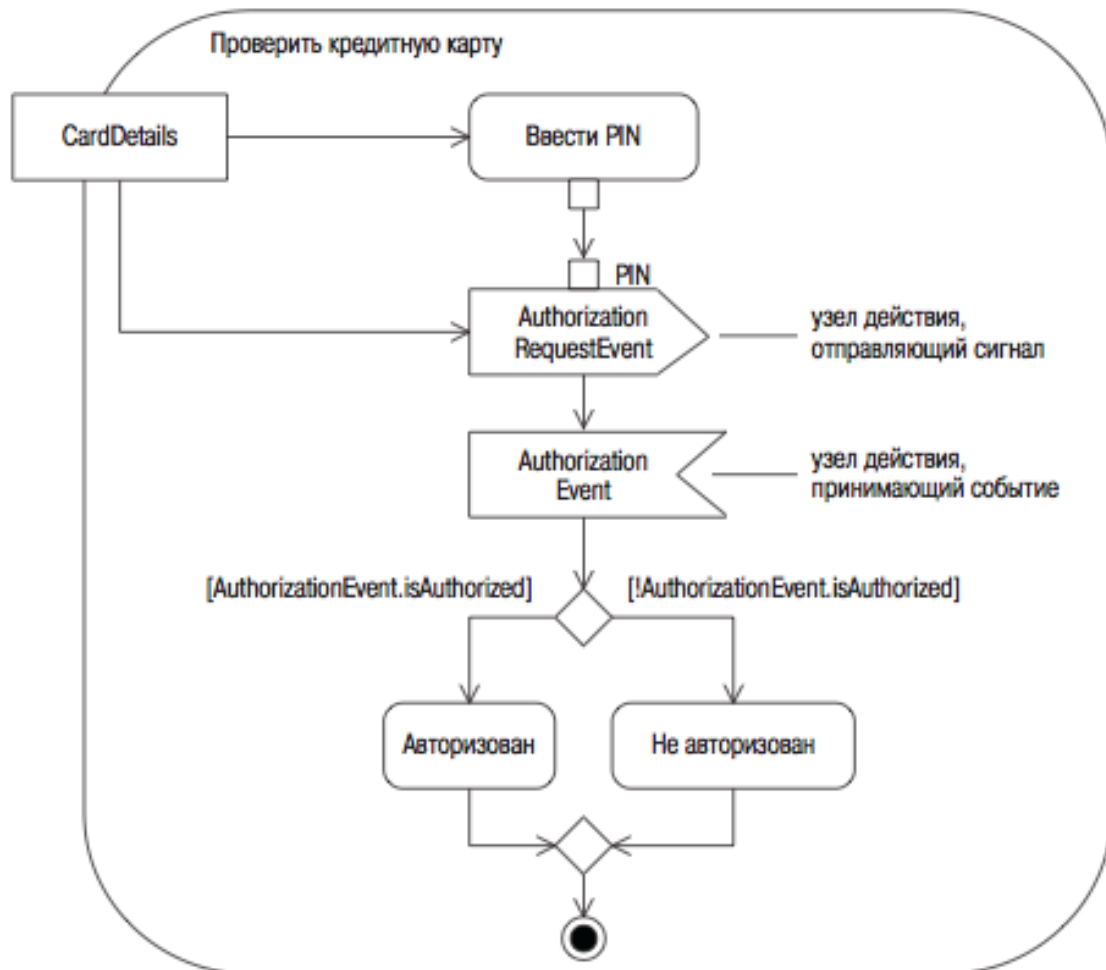 Проверить кредитную карту
CardDetails
Ввести PIN
PIN
Authorization
RequestEvent
узел действия,
отправляющий сигнал
Authorization
Event
узел действия,
принимающий событие
[AuthorizationEvent.isAuthorized]
[!AuthorizationEvent.isAuthorized]
Авторизован
Не авторизован